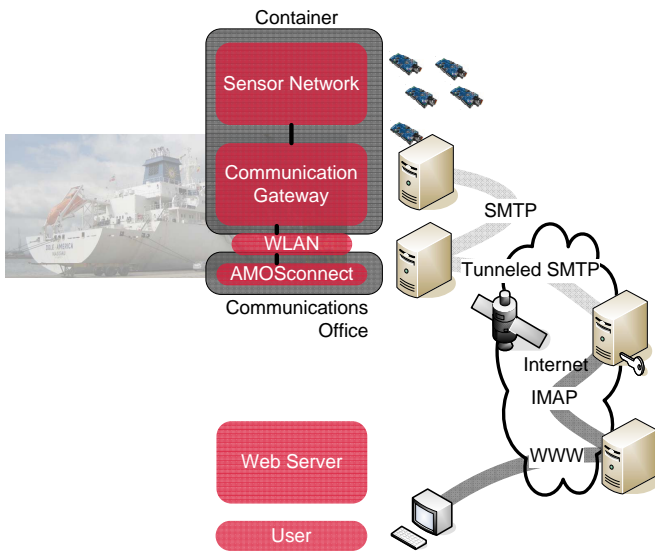 Container
Sensor Network
Communication
Gateway
SMTP
WLAN
AMOSconnect
Tunneled SMTP
Communications
Office
Internet
IMAP
Web Server
WWW
User